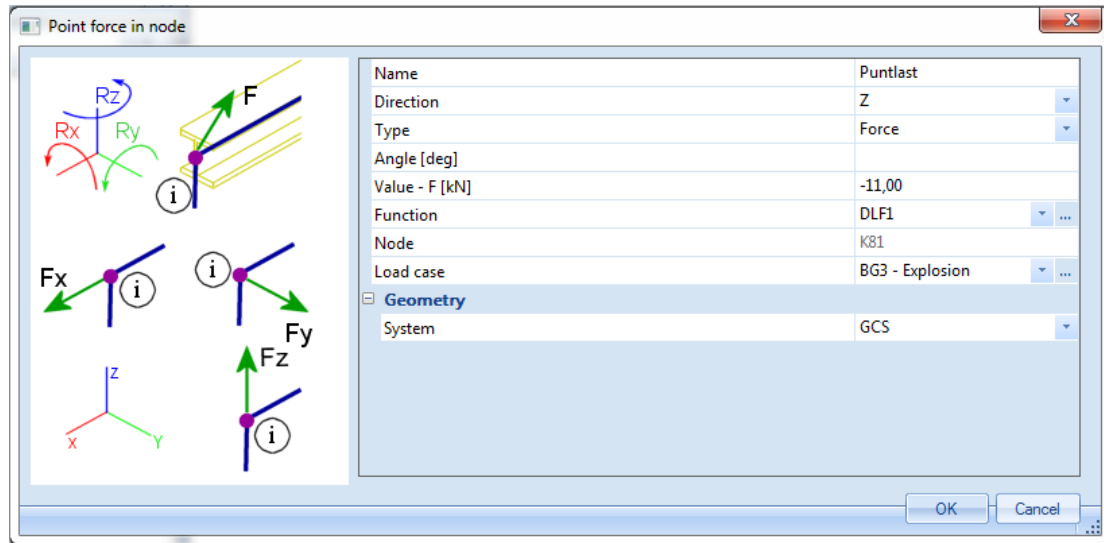 Point force in node
Rz
Rx
Ry
F
i
Fx
i
i
Fy
Fz
z
x
Y
i
Name Puntlast
Direction Z
Type Force
Angle [deg]
Value - F [kN] -11,00
Function DLF1 ...
Node K81
Load case BG3 - Explosion ...
Geometry
System GCS
OK Cancel